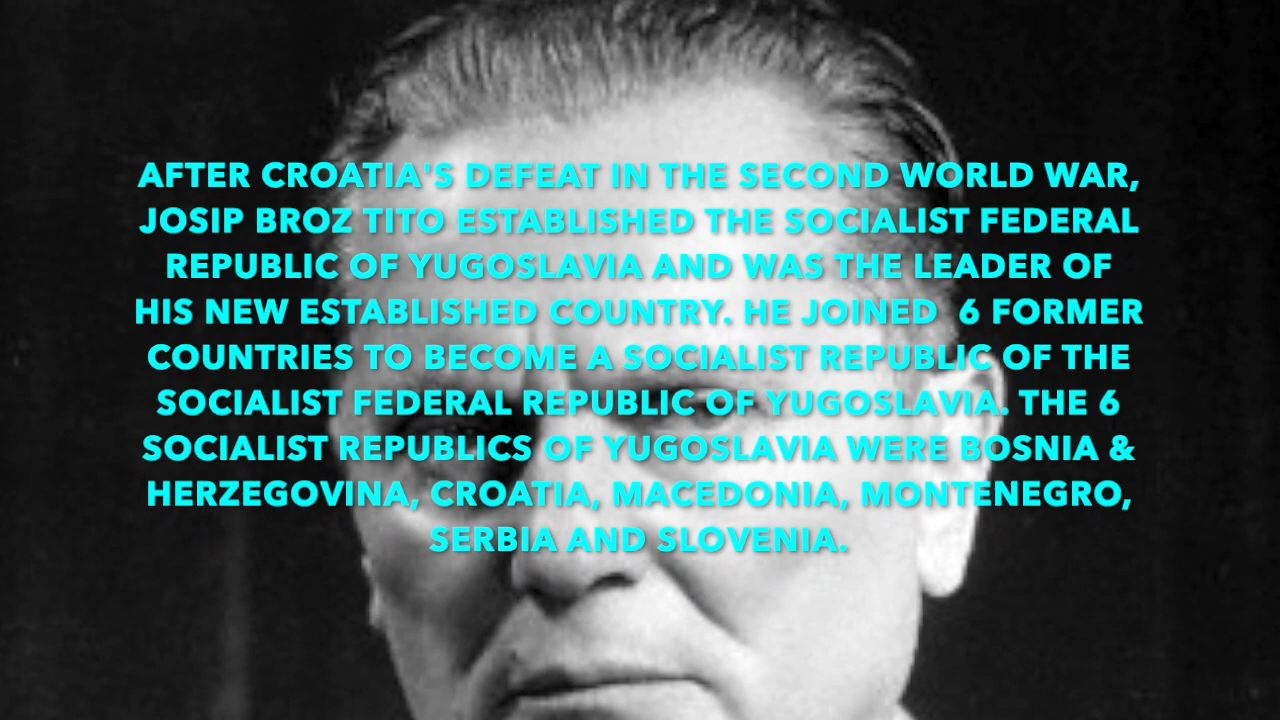 AFTER CROATIA'S DEFEAT IN THE SECOND WORLD WAR,
JOSIP BROZ TITO ESTABLISHED THE SOCIALIST FEDERAL
REPUBLIC OF YUGOSLAVIA AND WAS THE LEADER OF
HIS NEW ESTABLISHED COUNTRY. HE JOINED  6 FORMER
COUNTRIES TO BECOME A SOCIALIST REPUBLIC OF THE
SOCIALIST FEDERAL REPUBLIC OF YUGOSLAVIA. THE 6
SOCIALIST REPUBLICS OF YUGOSLAVIA WERE BOSNIA &
HERZEGOVINA, CROATIA, MACEDONIA, MONTENEGRO,
SERBIA AND SLOVENIA.